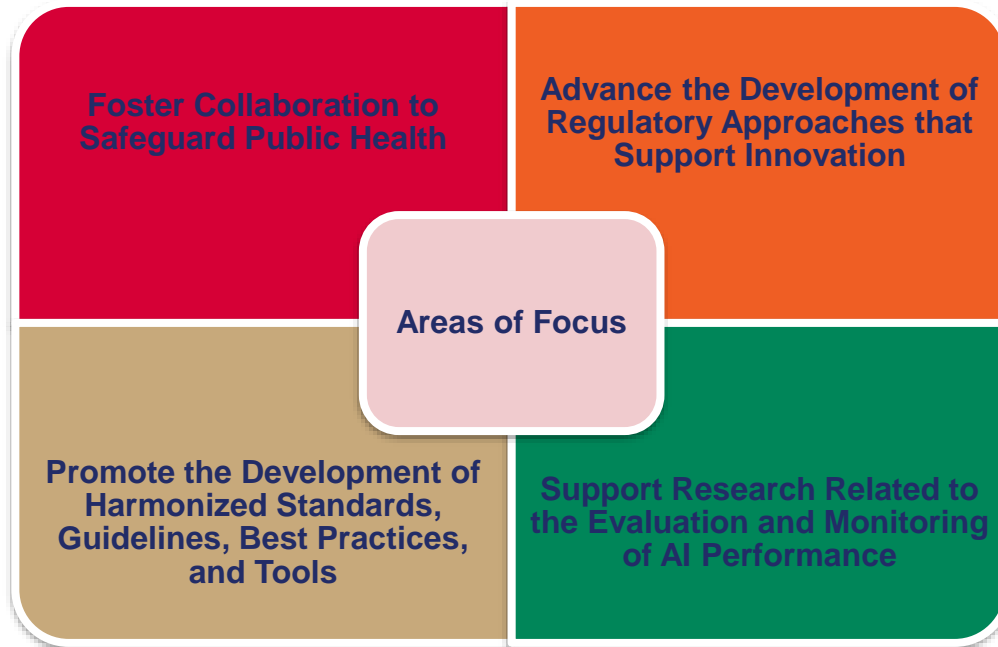 Foster Collaboration to
Safeguard Public Health
Advance the Development of
Regulatory Approaches that
Support Innovation
Areas of Focus
Promote the Development of
Harmonized Standards,
Guidelines, Best Practices,
and Tools
Support Research Related to
the Evaluation and Monitoring
of AI Performance